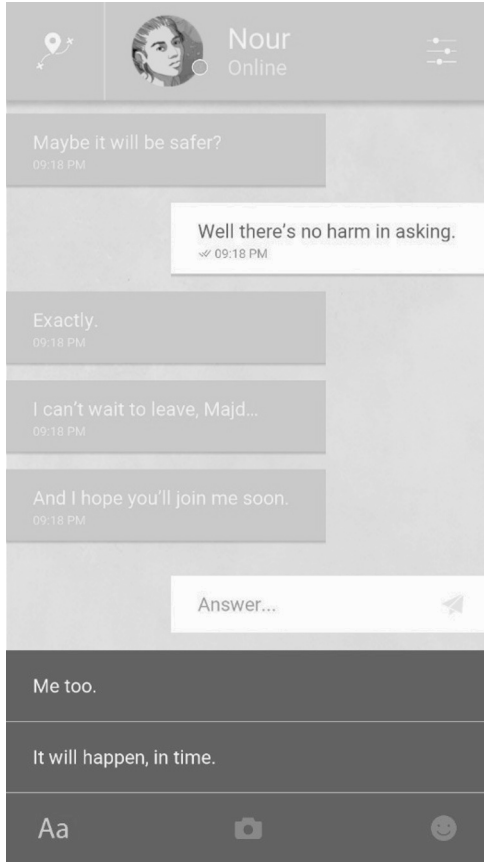 Nour
Online
Maybe it will be safer?
09:18 PM
Well there's no harm in asking.
09:18 PM
Exactly.
09:18 PM
I can't wait to leave, Majd...
09:18 PM
And I hope you'll join me soon.
09:18 PM
Answer...
Me too.
It will happen, in time.
Aa